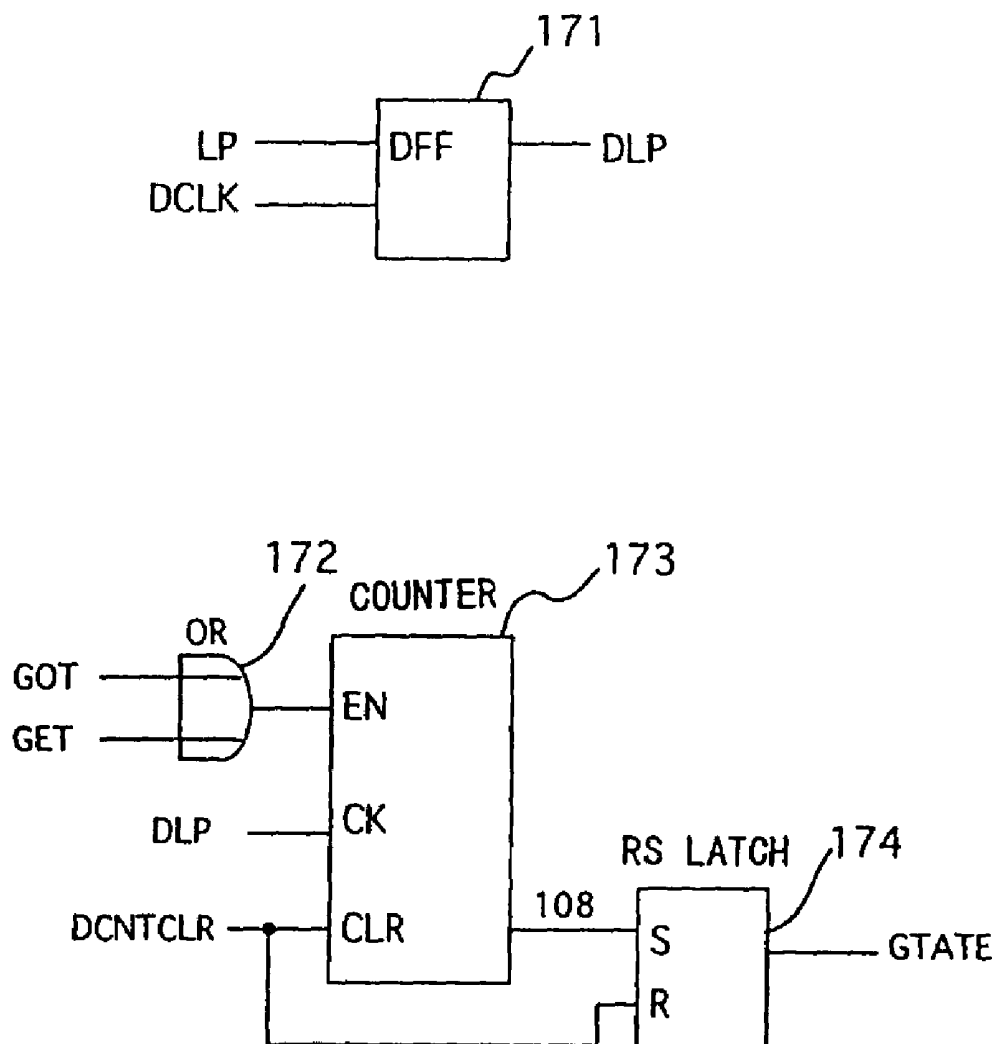 171
LP DFF DLP
DCLK
172 173
COUNTER
OR
GOT
EN
GET
DLP CK
RS LATCH 174
108
DCNTCLR CLR S GTATE
R